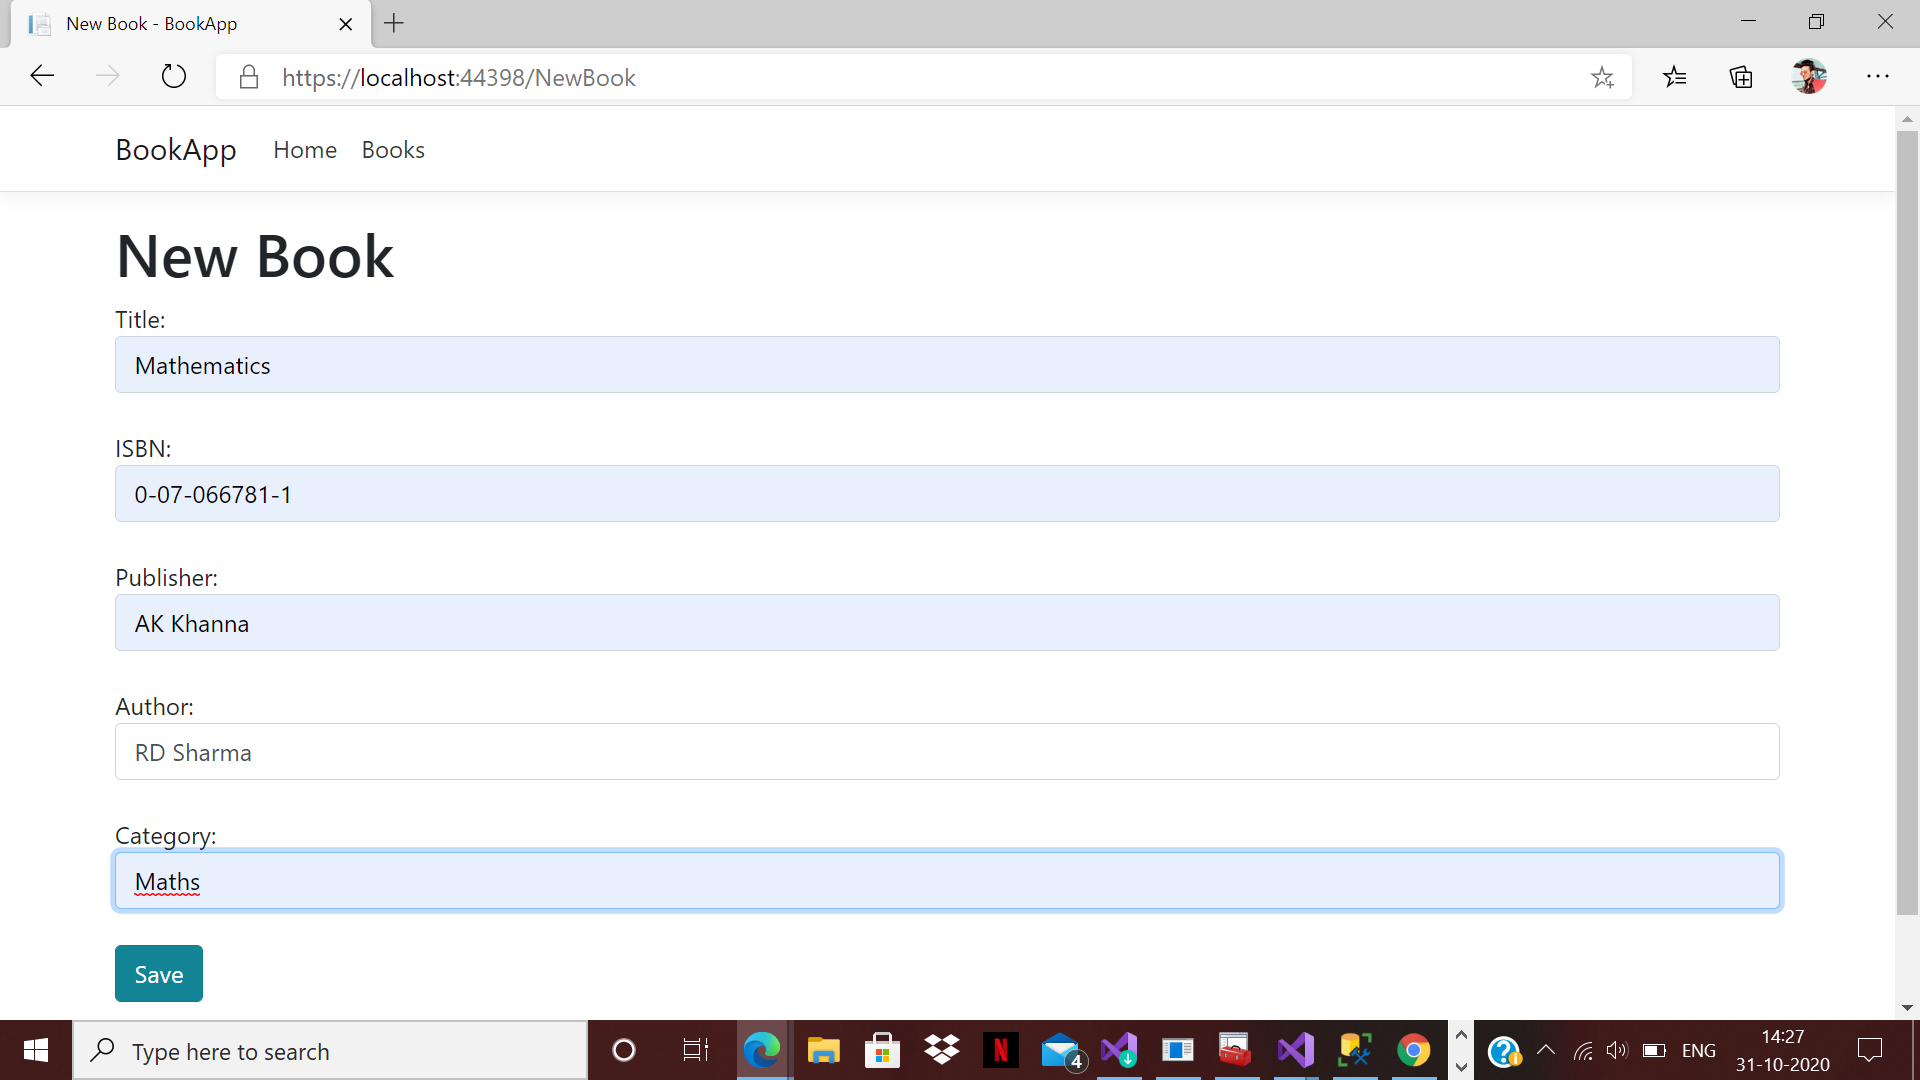 New Book - BookApp
https://localhost:44398/NewBook
BookApp Home Books
New Book
Title:
Mathematics
ISBN:
0-07-066781-1
Publisher:
AK Khanna
Author:
RD Sharma
Category:
Maths
Save
Type here to search
N
4
ENG
14:27
31-10-2020